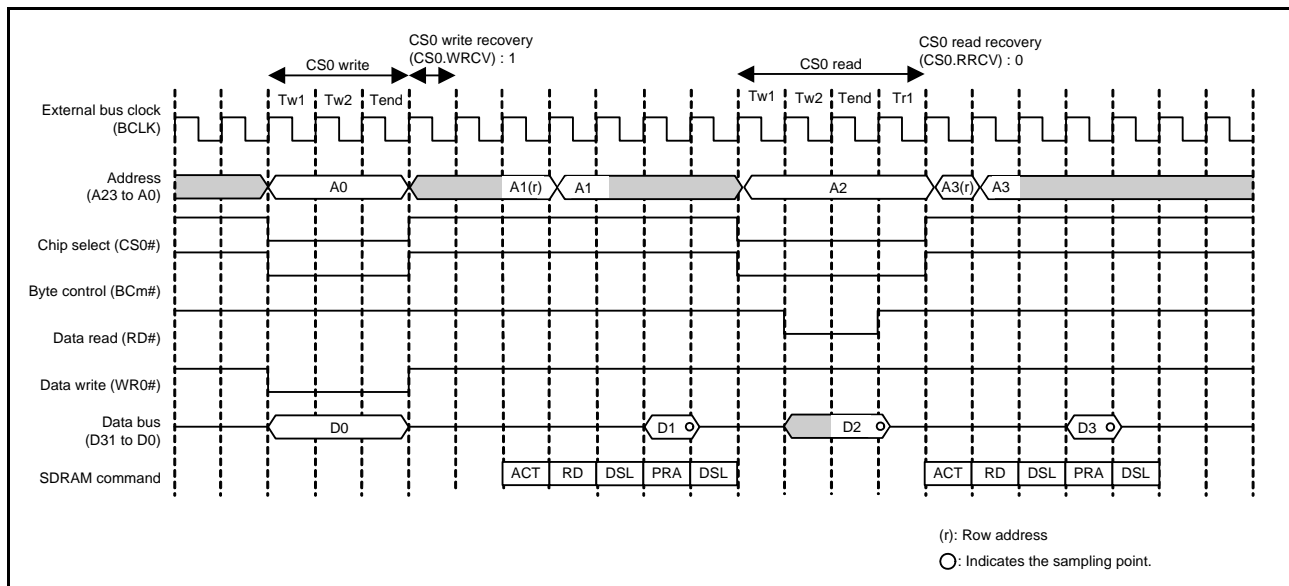 CS0 write recovery
(CS0.WRCV) : 1
CS0 read recovery
(CS0.RRCV) : 0
CS0 write
CS0 read
Tw1 Tw2 Tend Tw1 Tw2 Tend Tr1
External bus clock
(BCLK)
Address
(A23 to A0)
A0 A1(r) A1 A2 A3(r) A3
Chip select (CS0#)
Byte control (BCm#)
Data read (RD#)
Data write (WR0#)
Data bus
(D31 to D0)
D0 D1 D2 D3
SDRAM command
ACT RD DSL PRA DSL ACT RD DSL PRA DSL
(r): Row address
○: Indicates the sampling point.